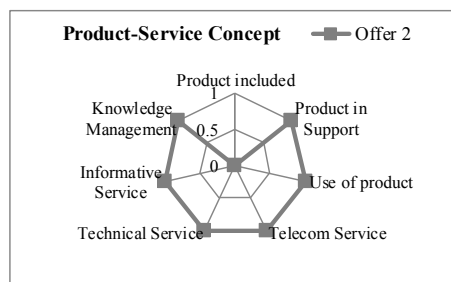 Product-Service Concept
Offer 2
Product included
1
Knowledge
Management
Product in
Support
0.5
0
Informative
Service
Use of product
Technical Service
Telecom Service